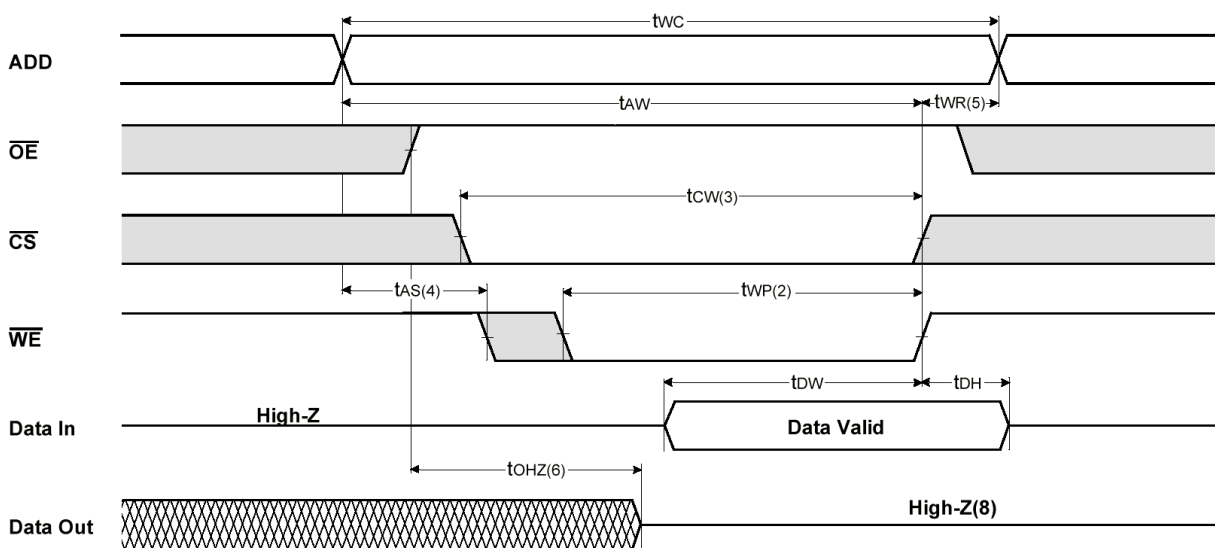 tWC
ADD
tAW
tWR(5)
OE
tCW(3)
CS
tAS(4)
tWP(2)
WE
tDW
tDH
High-Z
Data In
Data Valid
tOHZ(6)
High-Z(8)
Data Out